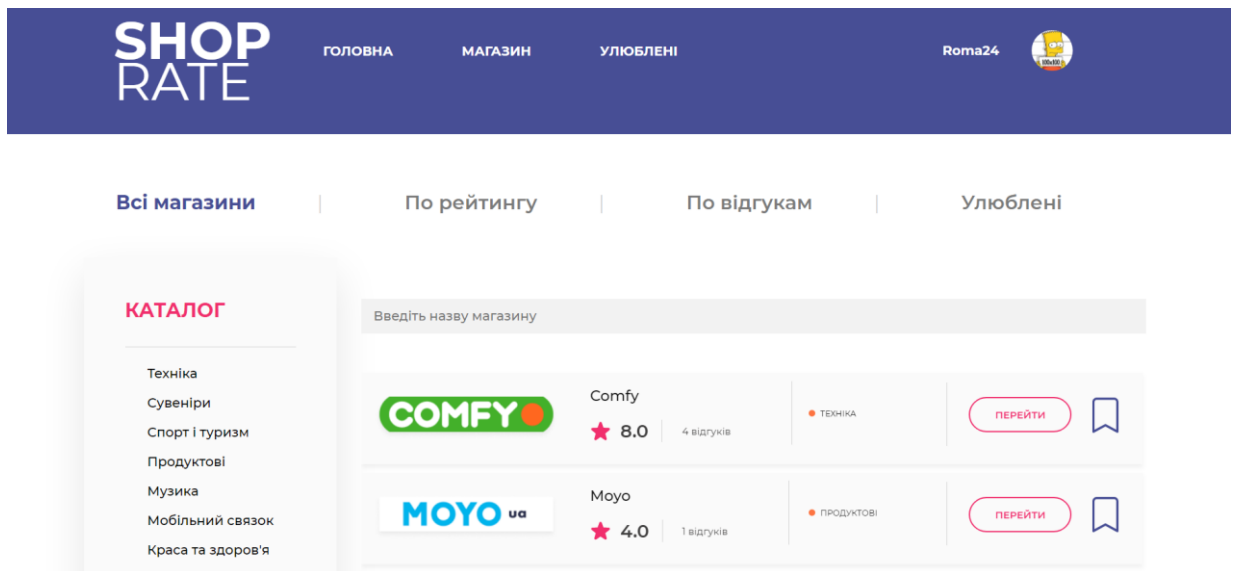 SHOP
RATE
ГОЛОВНА
МАГАЗИН
УЛЮБЛЕНІ
Roma24
100x100
Всі магазини
По рейтингу
По відгукам
Улюблені
КАТАЛОГ
Техніка
Сувеніри
Спорт і туризм
Продуктові
Музика
Мобільний связок
Краса та здоров'я
Введіть назву магазину
COMFY
Comfy
8.0
4 відгуків
ТЕХНІКА
ПЕРЕЙТИ
MOYO ua
Moyo
4.0
1 відгуків
ПРОДУКТОВІ
ПЕРЕЙТИ